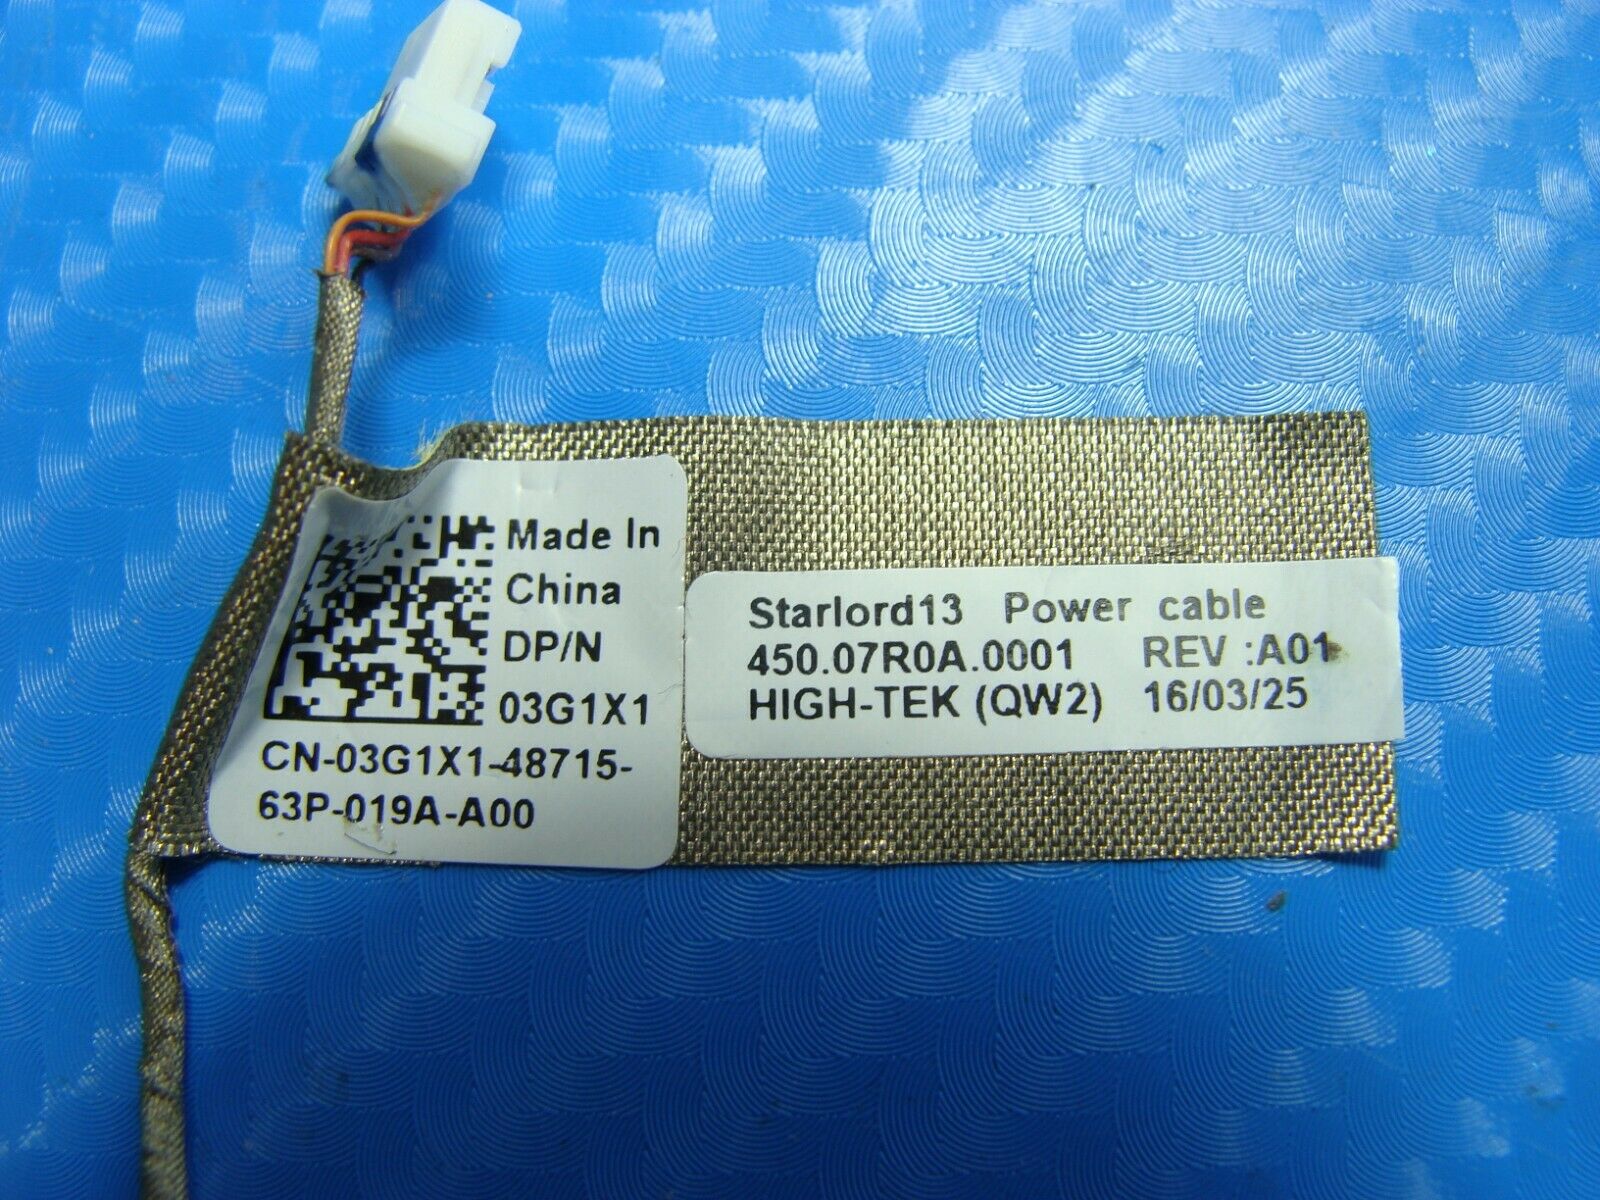 Made In
China
DP/N
03G1X1
CN-03G1X1-48715-
63P-019A-A00
Starlord13 Power cable
450.07R0A.0001 REV :A01
HIGH-TEK (QW2) 16/03/25